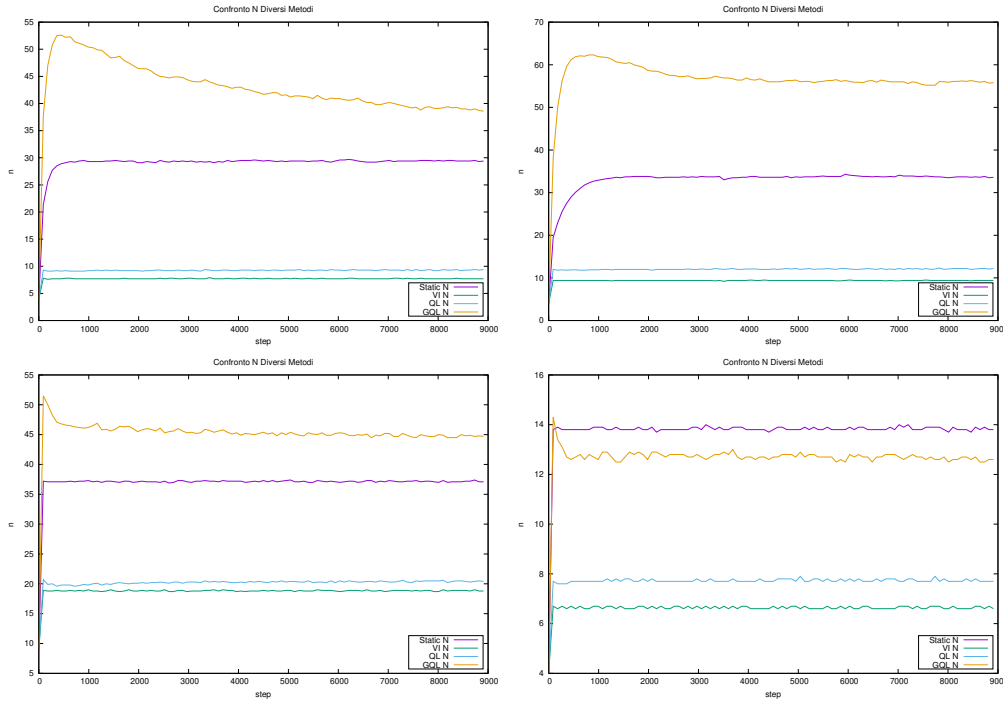 Confronto N Diversi Metodi
55
50
45
40
35
30
25
20
15
10
5
0
n
0 1000 2000 3000 4000 5000 6000 7000 8000 9000
step
Static N
VI N
QL N
GQL N
Confronto N Diversi Metodi
70
60
50
40
30
20
10
0
n
0 1000 2000 3000 4000 5000 6000 7000 8000 9000
step
Static N
VI N
QL N
GQL N
Confronto N Diversi Metodi
55
50
45
40
35
30
25
20
15
10
5
n
0 1000 2000 3000 4000 5000 6000 7000 8000 9000
step
Static N
VI N
QL N
GQL N
Confronto N Diversi Metodi
16
14
12
10
8
6
4
n
0 1000 2000 3000 4000 5000 6000 7000 8000 9000
step
Static N
VI N
QL N
GQL N